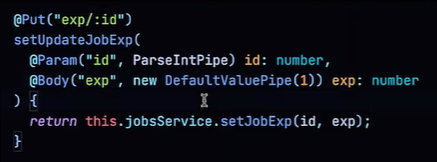 @Put("exp/:id")
setUpdateJobExp(
@Param("id", ParseIntPipe) id: number,
@Body("exp", new DefaultValuePipe(1)) exp: number
) {
return this.jobsService.setJobExp(id, exp);
}